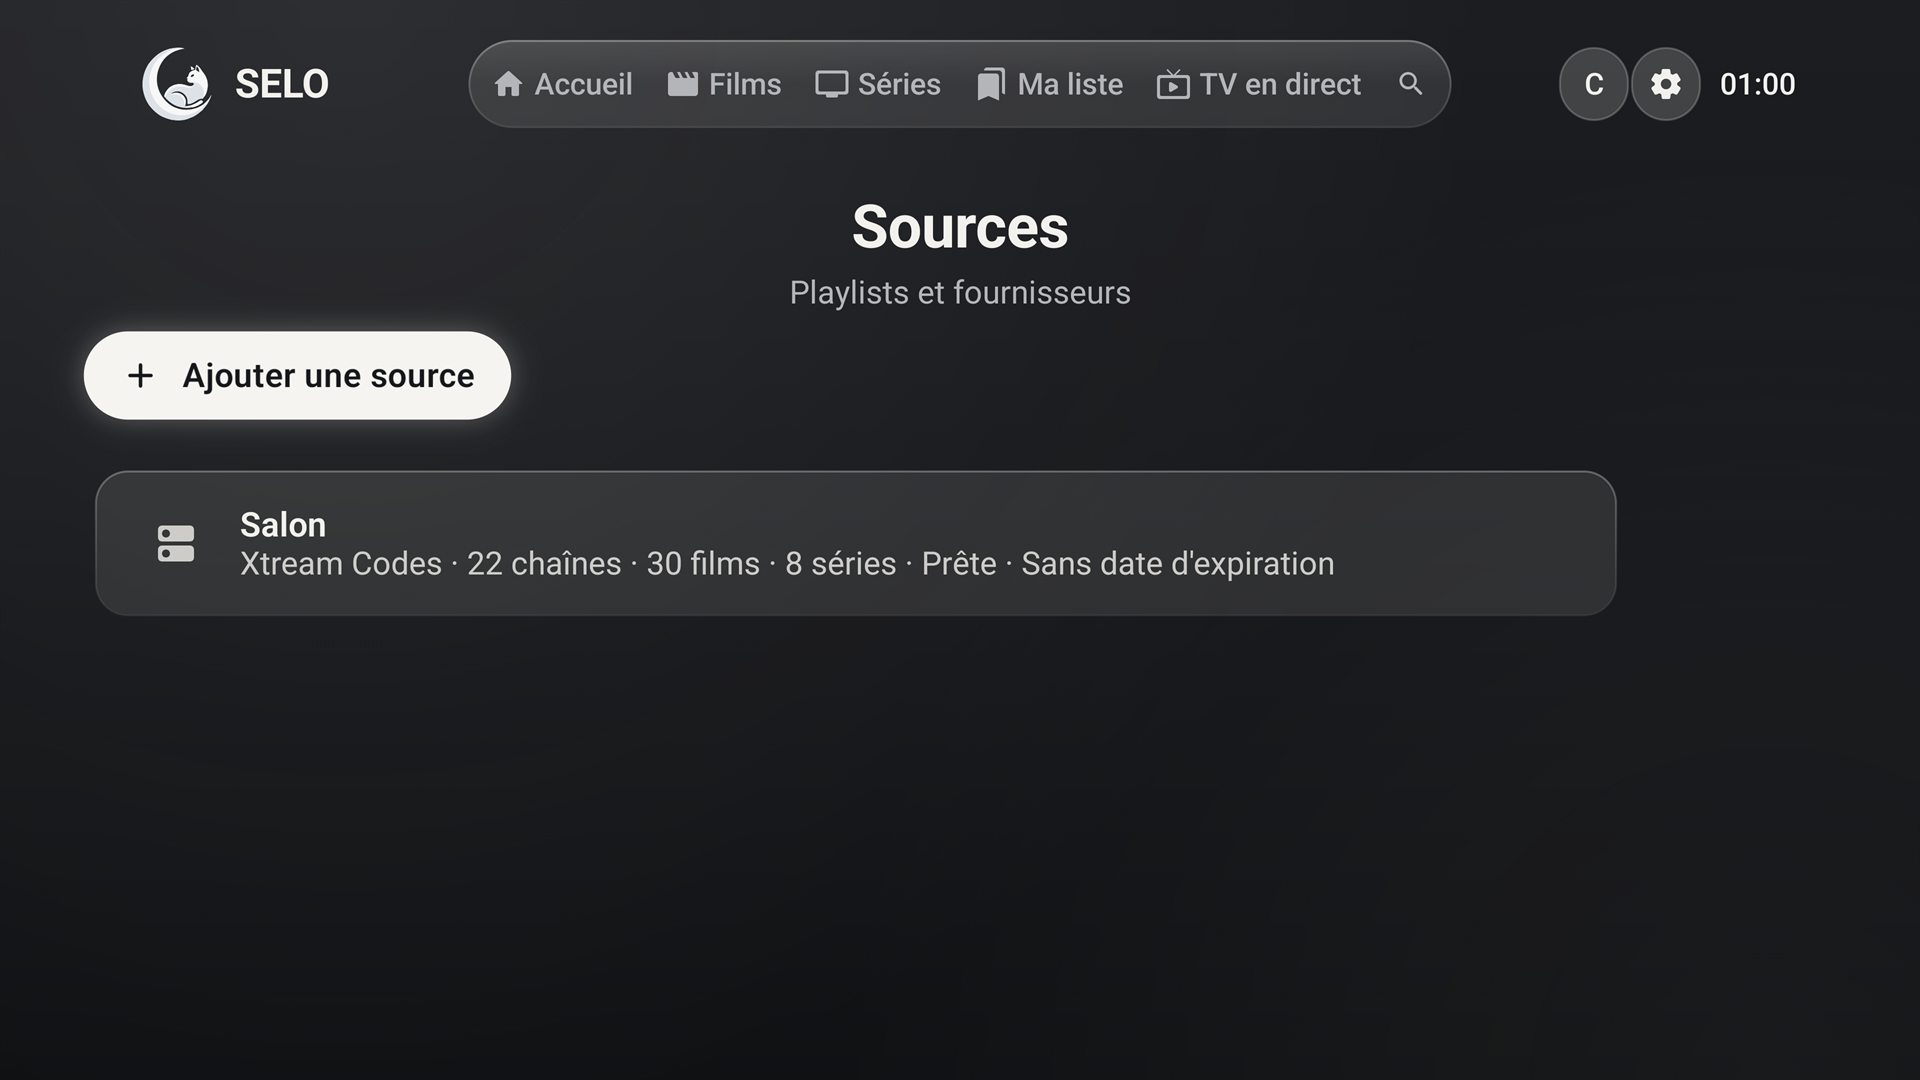 SELO
Accueil Films Séries Ma liste TV en direct
C
01:00
Sources
Playlists et fournisseurs
+ Ajouter une source
Salon
Xtream Codes · 22 chaînes · 30 films · 8 séries · Prête · Sans date d'expiration